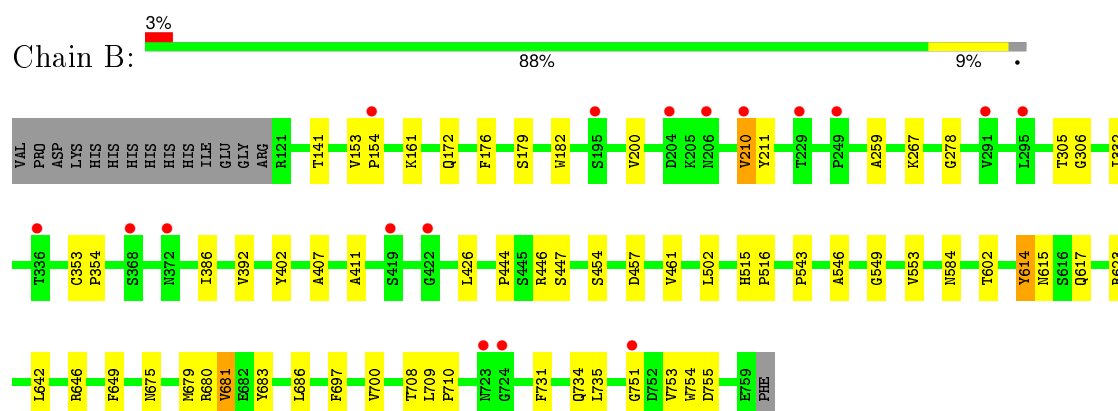 3%
Chain B:
88% 9% •
VAL PRO ASP LYS HIS HIS HIS HIS HIS HIS ILE GLU GLY ARG R121 T141 V153 P154 K161 Q172 F176 S179 W182 S195 V200 D204 K205 N206 V210 Y211 T229 P249 A259 K267 G278 V291 L295 T305 G306
T336 C353 P354 S368 N372 I386 V392 Y402 A407 A411 S419 G422 L426 P444 S445 R446 S447 S454 D457 V461 L502 H515 P516 P543 A546 G549 V553 N584 T602 Y614 N615 S616 Q617
L642 R646 F649 N675 M679 R680 V681 E682 Y683 L686 F697 V700 T708 L709 P710 N723 G724 F731 Q734 L735 G751 D752 V753 W754 D755 E759 PHE